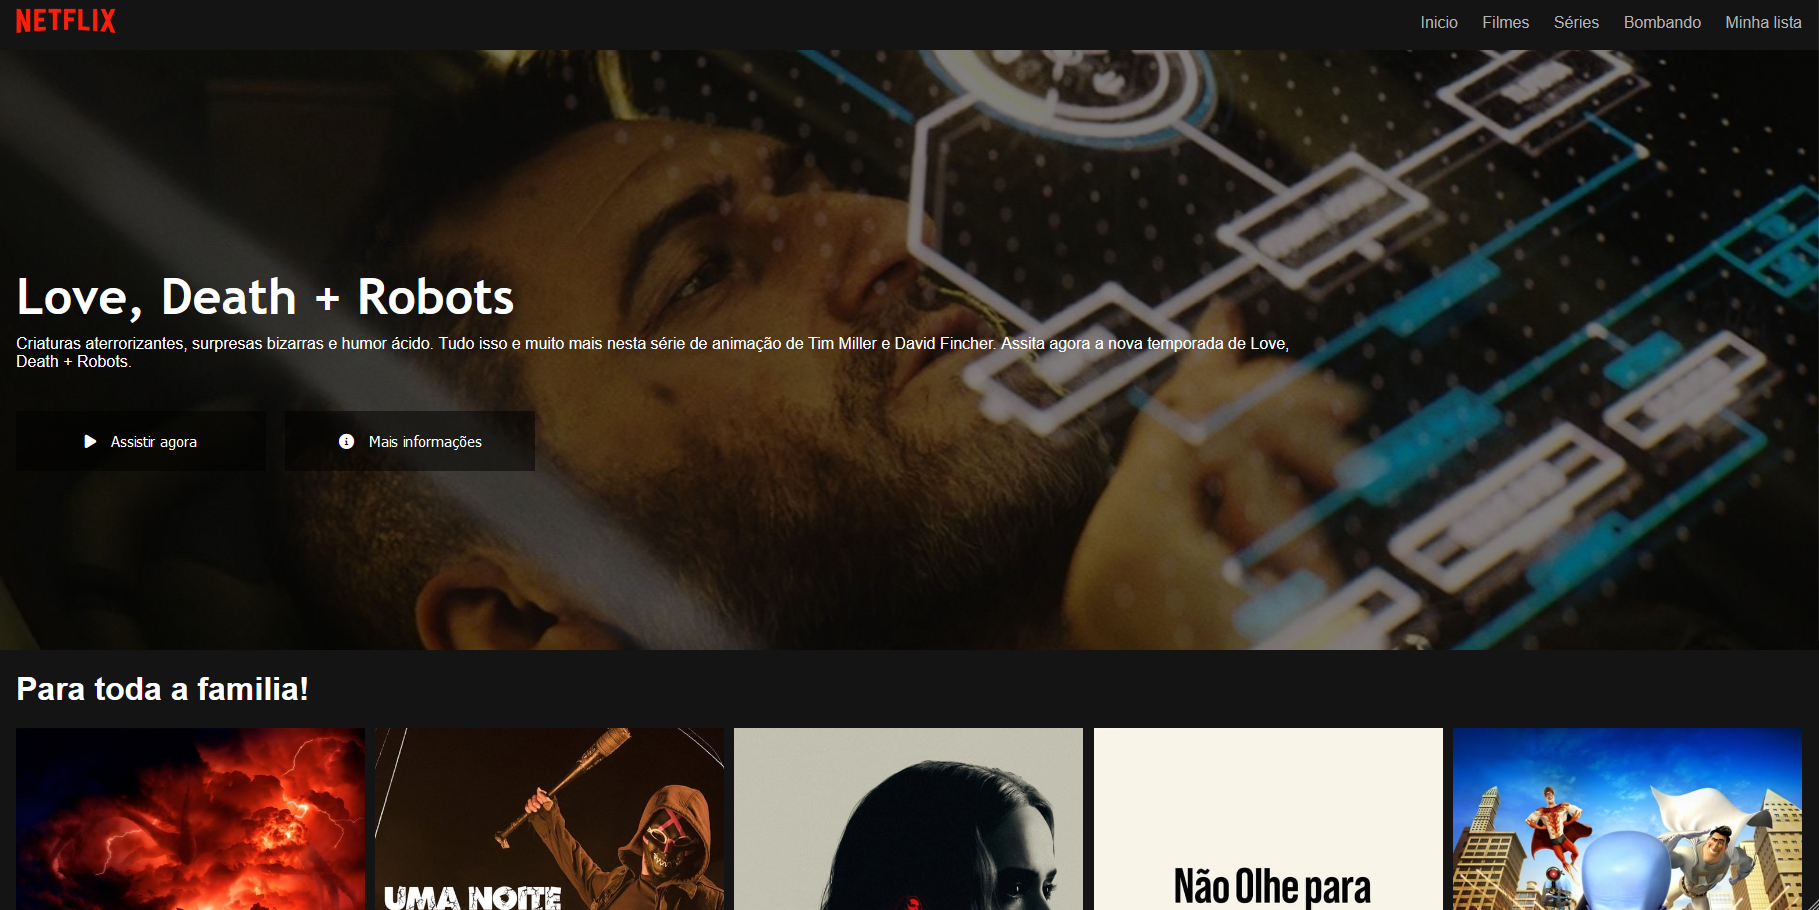 NETFLIX
Inicio Filmes Séries Bombando Minha lista
Love, Death + Robots
Criaturas aterrorizantes, surpresas bizarras e humor ácido. Tudo isso e muito mais nesta série de animação de Tim Miller e David Fincher. Assita agora a nova temporada de Love,
Death + Robots.
Assistir agora Mais informações
Para toda a familia!
UMA NOITE
Não Olhe para